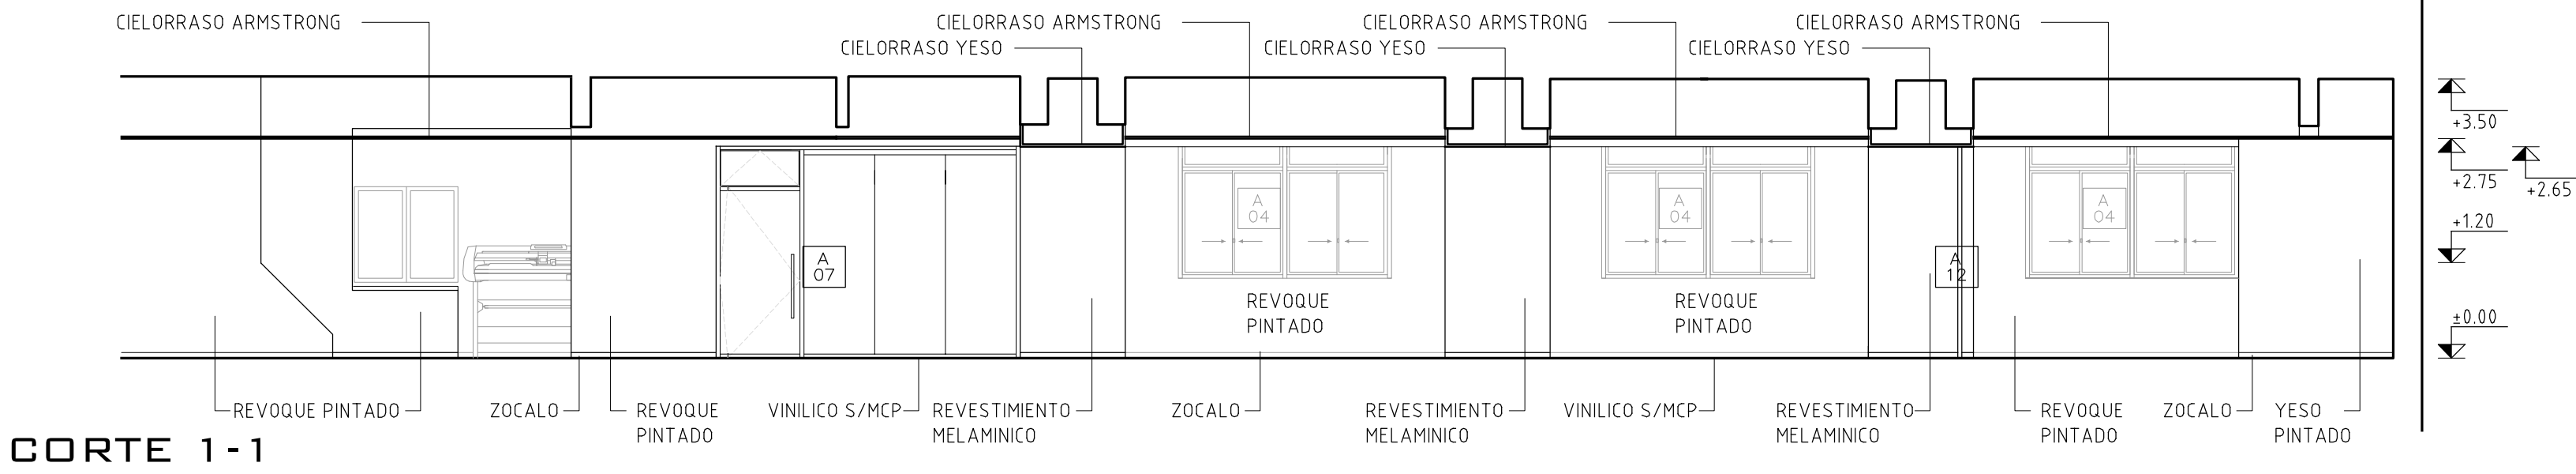 CIELORRASO ARMSTRONG
CIELORRASO ARMSTRONG
CIELORRASO ARMSTRONG
CIELORRASO ARMSTRONG
CIELORRASO YESO
CIELORRASO YESO
CIELORRASO YESO
+3.50
+2.75
+2.65
+1.20
±0.00
A
04
A
04
A
04
A
07
A
12
REVOQUE
PINTADO
REVOQUE
PINTADO
REVOQUE PINTADO
ZOCALO
REVOQUE
PINTADO
VINILICO S/MCP
REVESTIMIENTO
MELAMINICO
ZOCALO
REVESTIMIENTO
MELAMINICO
VINILICO S/MCP
REVESTIMIENTO
MELAMINICO
REVOQUE
PINTADO
ZOCALO
YESO
PINTADO
CORTE 1-1